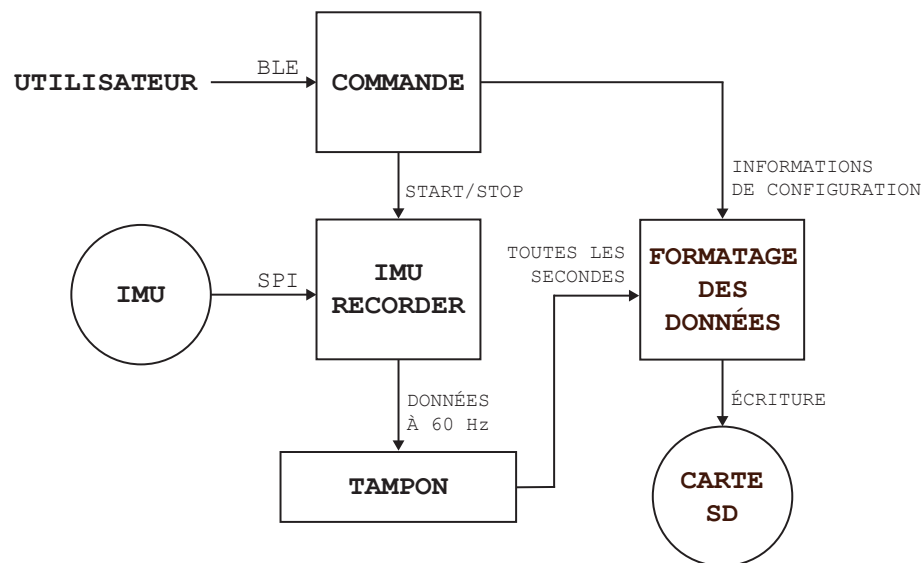 UTILISATEUR
BLE
COMMANDE
START/STOP
INFORMATIONS
DE CONFIGURATION
IMU
SPI
IMU
RECORDER
TOUTES LES
SECONDES
FORMATAGE
DES
DONNÉES
DONNÉES
À 60 Hz
ÉCRITURE
TAMPON
CARTE
SD